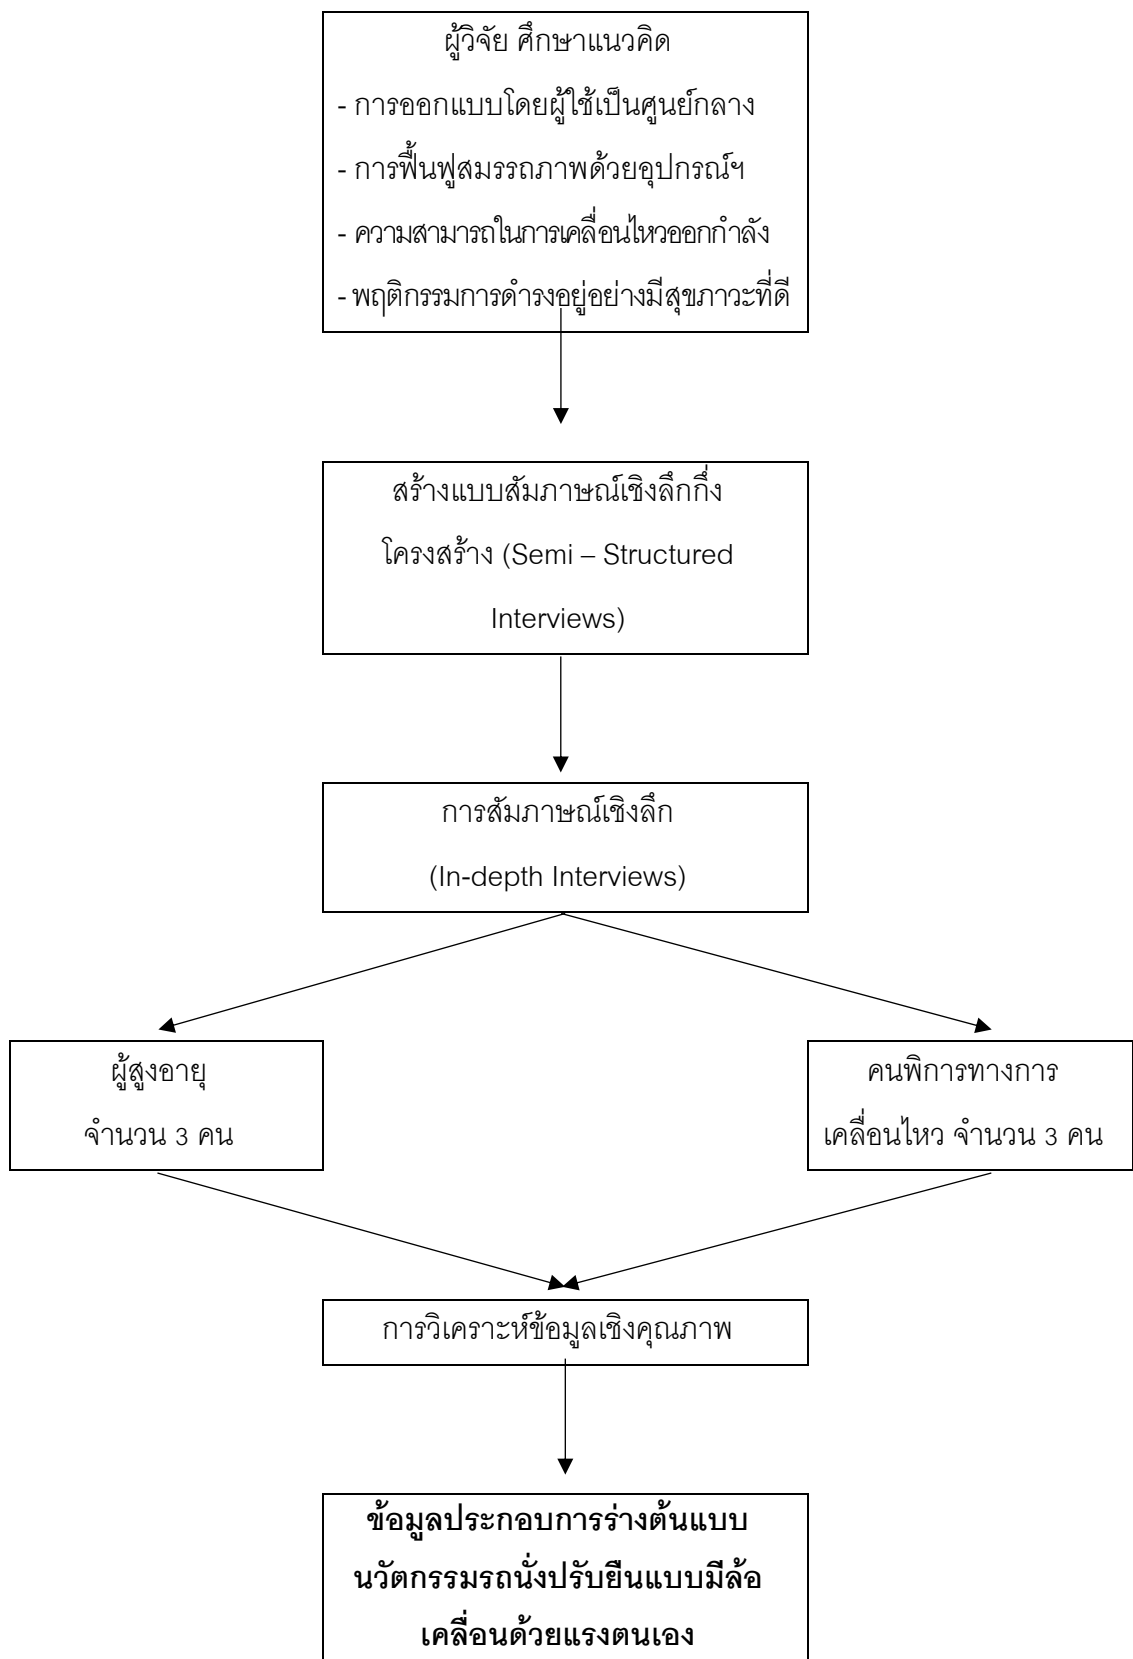 ผู้วิจัย ศึกษาแนวคิด
- การออกแบบโดยผู้ใช้เป็นศูนย์กลาง
- การฟื้นฟูสมรรถภาพด้วยอุปกรณ์ฯ
- ความสามารถในการเคลื่อนไหวออกกำลัง
- พฤติกรรมการดำรงอยู่อย่างมีสุขภาวะที่ดี
สร้างแบบสัมภาษณ์เชิงลึกกึ่ง
โครงสร้าง (Semi – Structured
Interviews)
การสัมภาษณ์เชิงลึก
(In-depth Interviews)
ผู้สูงอายุ
จำนวน 3 คน
คนพิการทางการ
เคลื่อนไหว จำนวน 3 คน
การวิเคราะห์ข้อมูลเชิงคุณภาพ
ข้อมูลประกอบการร่างต้นแบบ
นวัตกรรมรถนั่งปรับยืนแบบมีล้อ
เคลื่อนด้วยแรงตนเอง